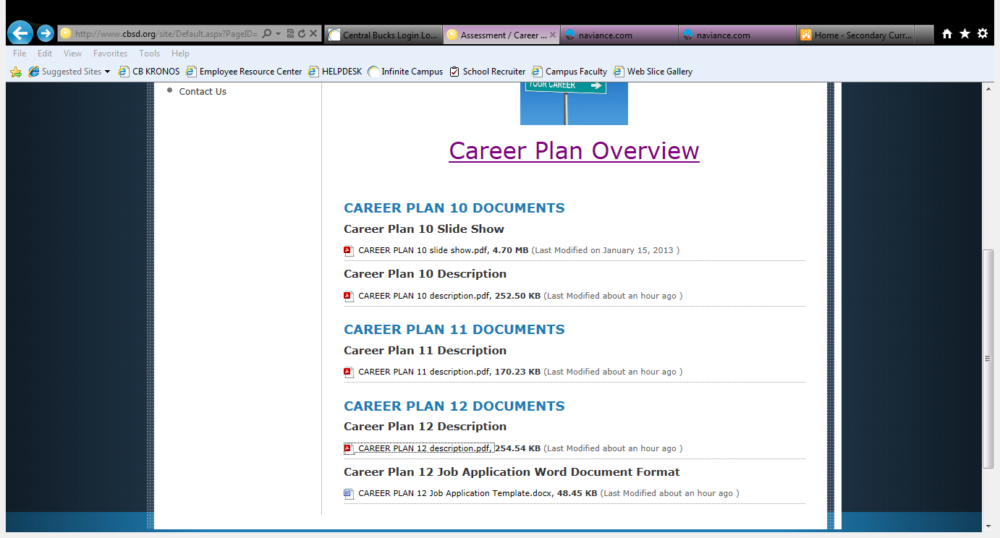 http://www.cbsd.org/site/Default.aspx?PageID=
Central Bucks Login Lo...
Assessment / Career ...
naviance.com
naviance.com
Home - Secondary Curr...
File Edit View Favorites Tools Help
Suggested Sites CB KRONOS Employee Resource Center HELPDESK Infinite Campus School Recruiter Campus Faculty Web Slice Gallery
YOUR CAREER
Contact Us
Career Plan Overview
CAREER PLAN 10 DOCUMENTS
Career Plan 10 Slide Show
CAREER PLAN 10 slide show.pdf, 4.70 MB (Last Modified on January 15, 2013 )
Career Plan 10 Description
CAREER PLAN 10 description.pdf, 252.50 KB (Last Modified about an hour ago )
CAREER PLAN 11 DOCUMENTS
Career Plan 11 Description
CAREER PLAN 11 description.pdf, 170.23 KB (Last Modified about an hour ago )
CAREER PLAN 12 DOCUMENTS
Career Plan 12 Description
CAREER PLAN 12 description.pdf, 254.54 KB (Last Modified about an hour ago )
Career Plan 12 Job Application Word Document Format
CAREER PLAN 12 Job Application Template.docx, 48.45 KB (Last Modified about an hour ago )